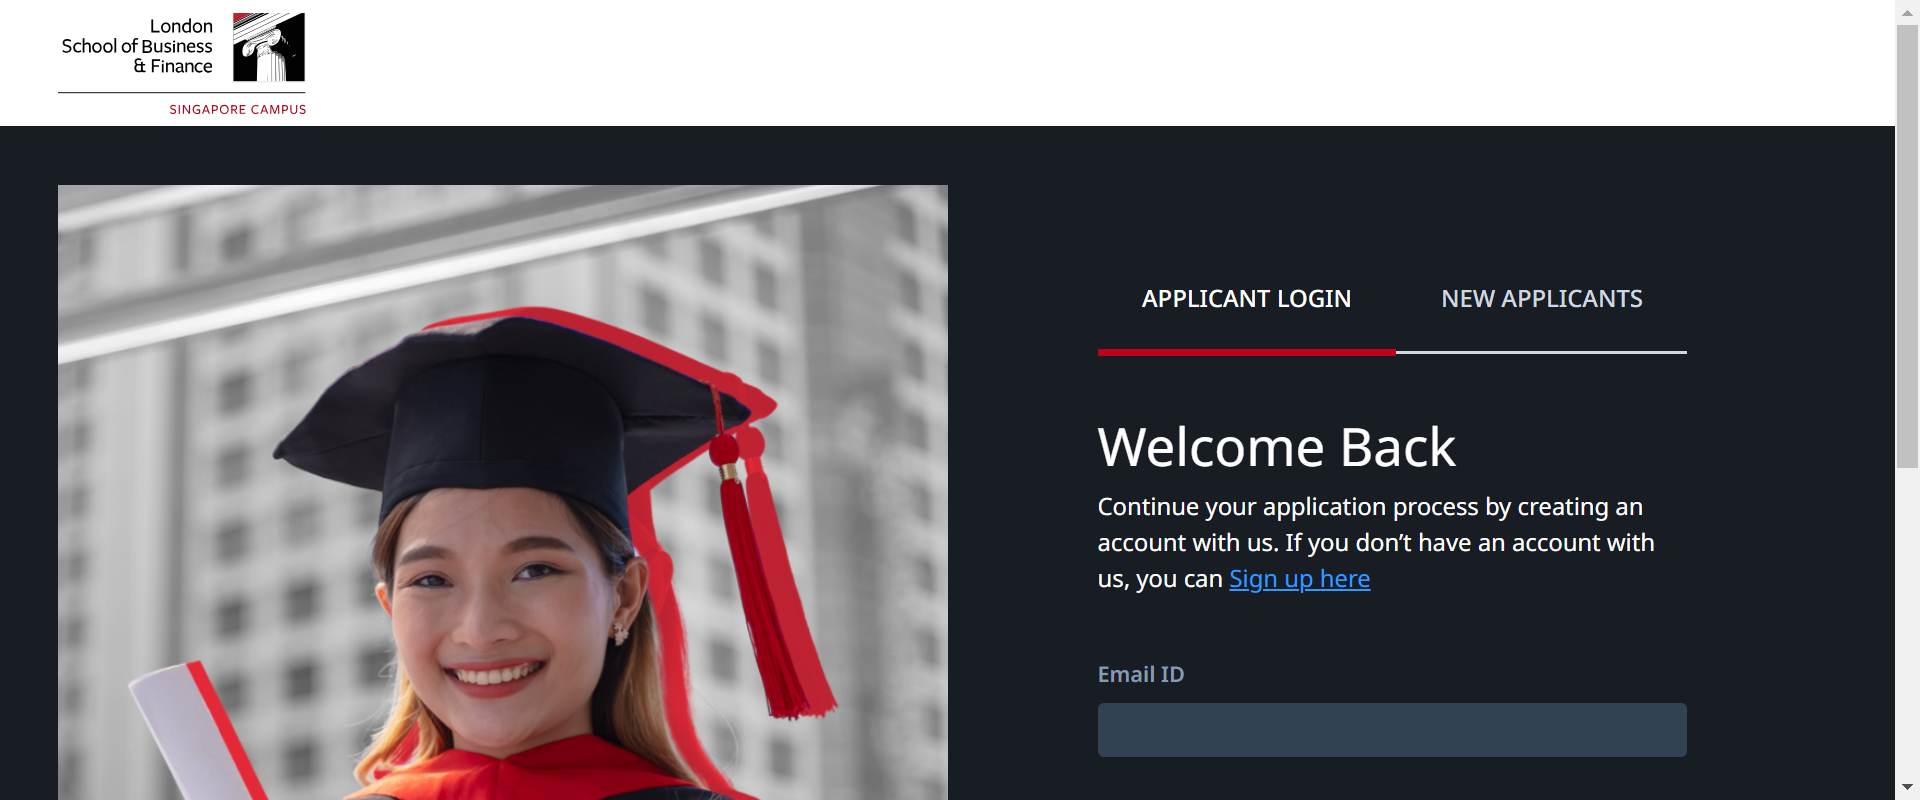 London
School of Business
& Finance
SINGAPORE CAMPUS
APPLICANT LOGIN
NEW APPLICANTS
Welcome Back
Continue your application process by creating an
account with us. If you don’t have an account with
us, you can Sign up here
Email ID